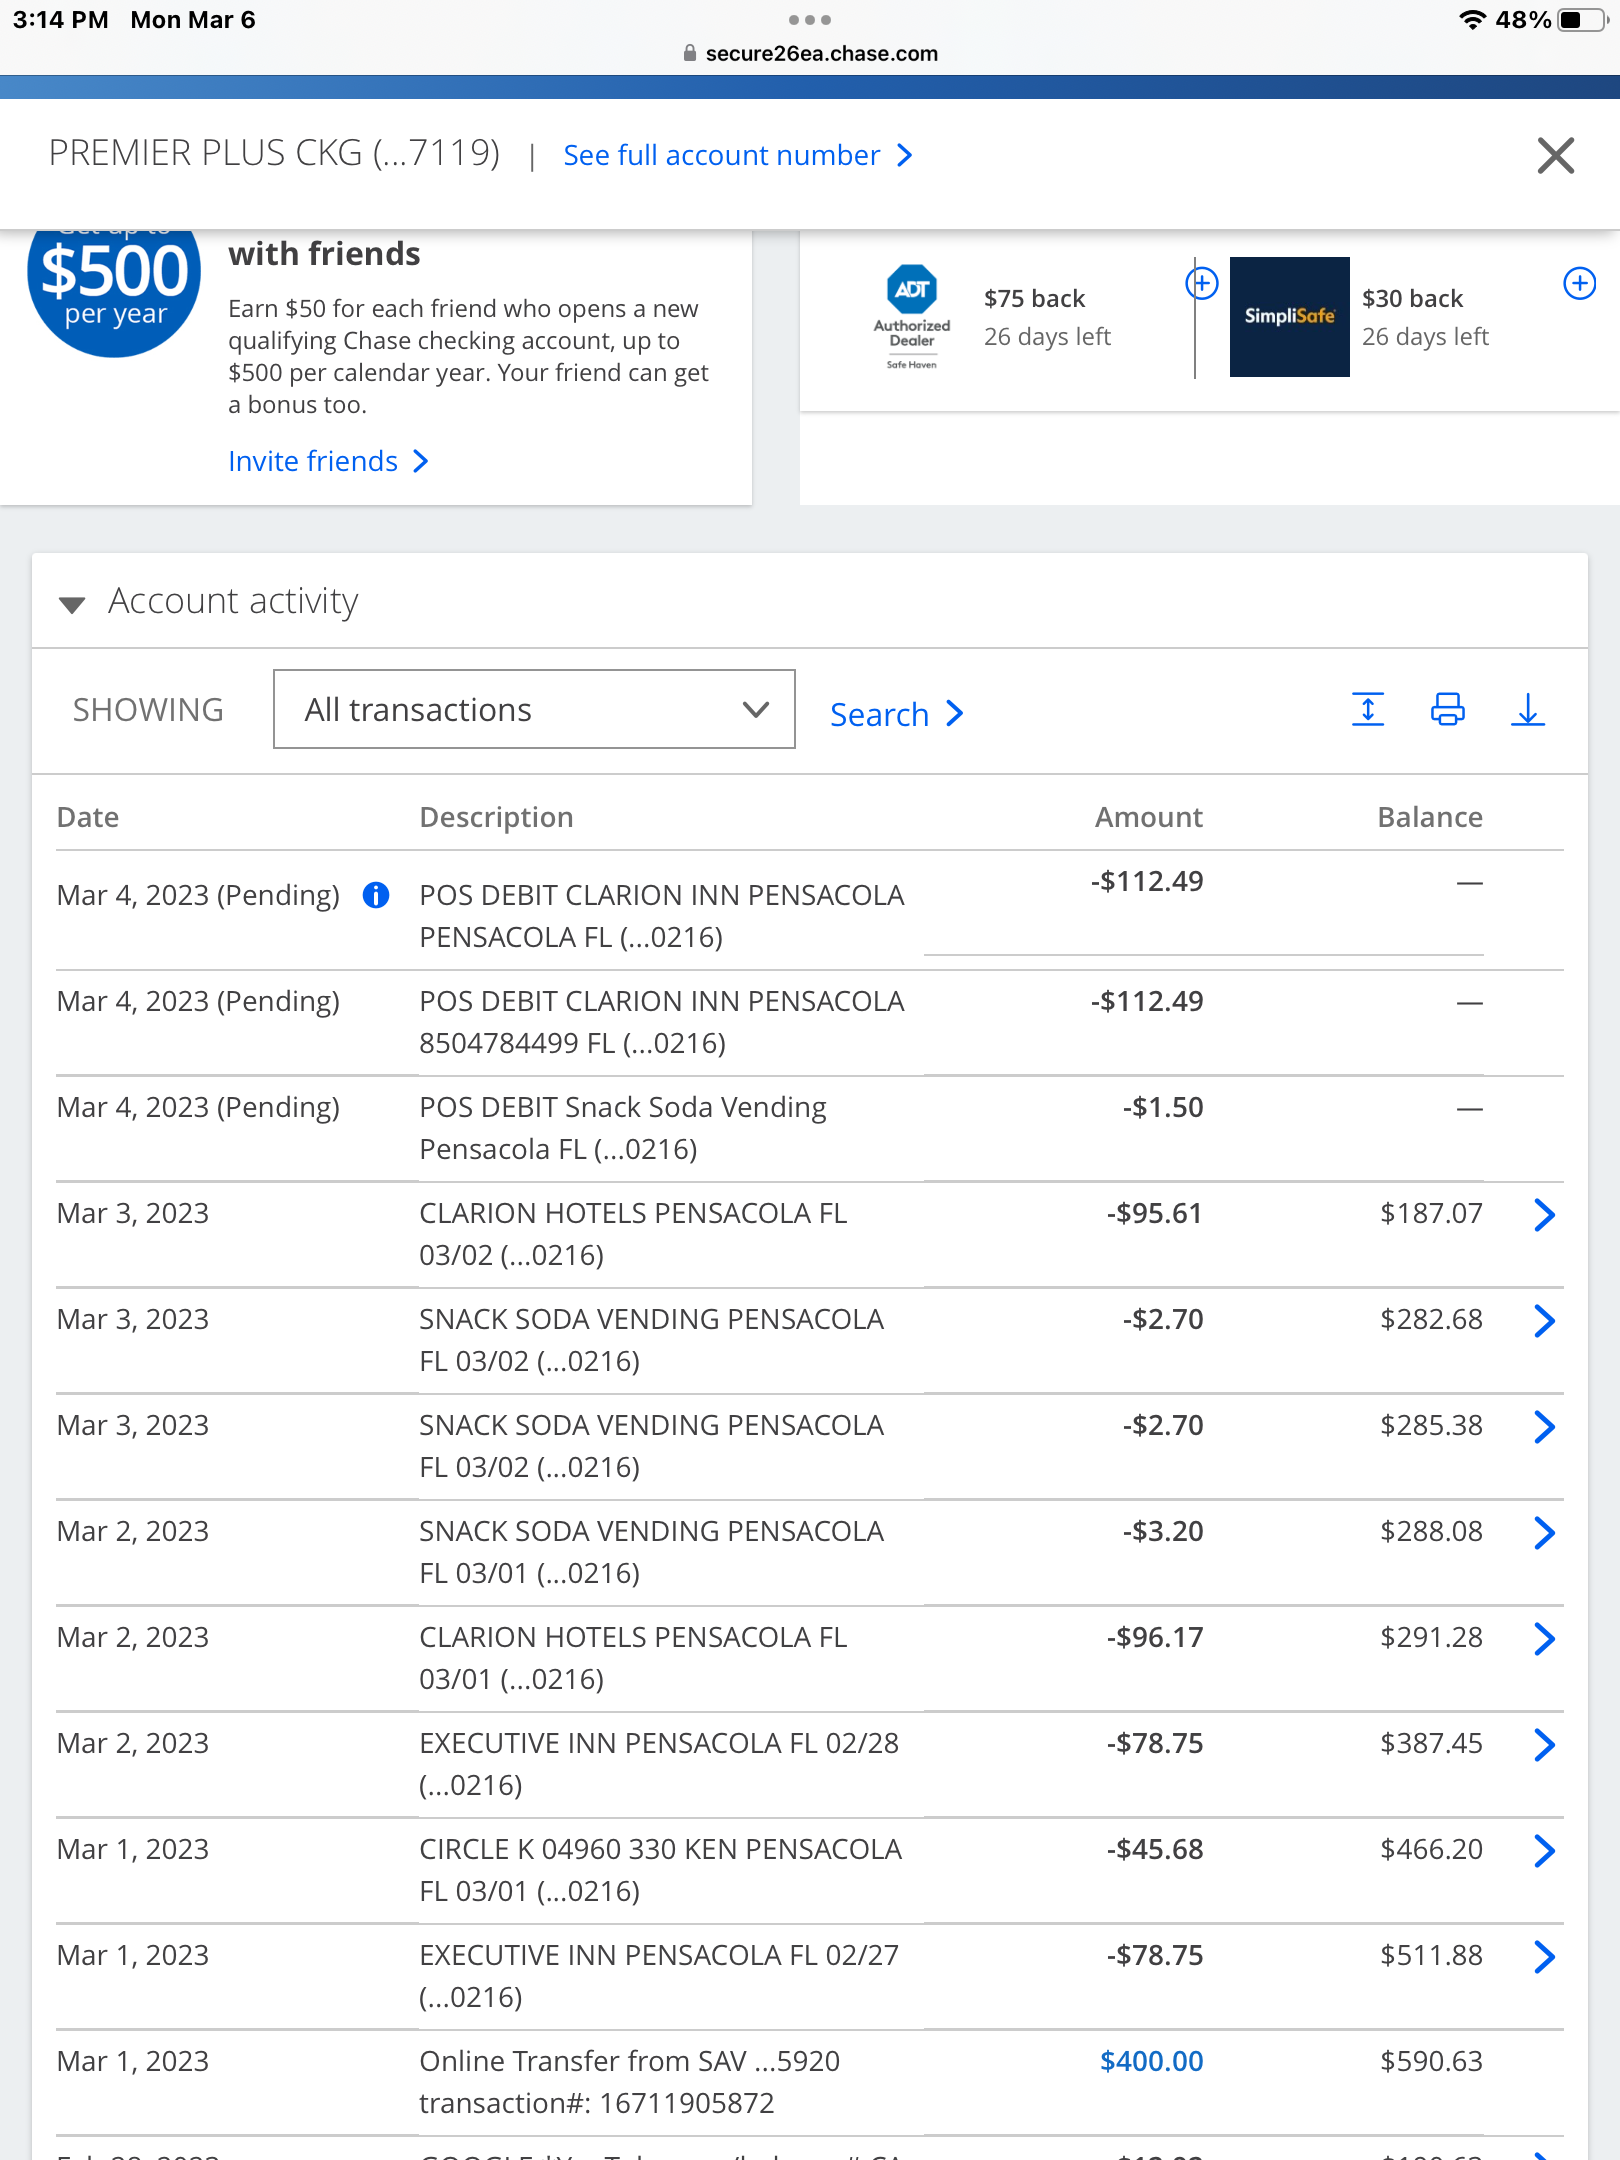 3:14 PM Mon Mar 6
48%
secure26ea.chase.com
PREMIER PLUS CKG (...7119) | See full account number
$500
per year
with friends
Earn $50 for each friend who opens a new
qualifying Chase checking account, up to
$500 per calendar year. Your friend can get
a bonus too.
Invite friends
ADT
Authorized
Dealer
Safe Haven
$75 back
26 days left
SimpliSafe
$30 back
26 days left
Account activity
SHOWING All transactions Search
Date Description Amount Balance
Mar 4, 2023 (Pending) POS DEBIT CLARION INN PENSACOLA -$112.49 —
PENSACOLA FL (...0216)
Mar 4, 2023 (Pending) POS DEBIT CLARION INN PENSACOLA -$112.49 —
8504784499 FL (...0216)
Mar 4, 2023 (Pending) POS DEBIT Snack Soda Vending -$1.50 —
Pensacola FL (...0216)
Mar 3, 2023 CLARION HOTELS PENSACOLA FL -$95.61 $187.07
03/02 (...0216)
Mar 3, 2023 SNACK SODA VENDING PENSACOLA -$2.70 $282.68
FL 03/02 (...0216)
Mar 3, 2023 SNACK SODA VENDING PENSACOLA -$2.70 $285.38
FL 03/02 (...0216)
Mar 2, 2023 SNACK SODA VENDING PENSACOLA -$3.20 $288.08
FL 03/01 (...0216)
Mar 2, 2023 CLARION HOTELS PENSACOLA FL -$96.17 $291.28
03/01 (...0216)
Mar 2, 2023 EXECUTIVE INN PENSACOLA FL 02/28 -$78.75 $387.45
(...0216)
Mar 1, 2023 CIRCLE K 04960 330 KEN PENSACOLA -$45.68 $466.20
FL 03/01 (...0216)
Mar 1, 2023 EXECUTIVE INN PENSACOLA FL 02/27 -$78.75 $511.88
(...0216)
Mar 1, 2023 Online Transfer from SAV ...5920 $400.00 $590.63
transaction#: 16711905872